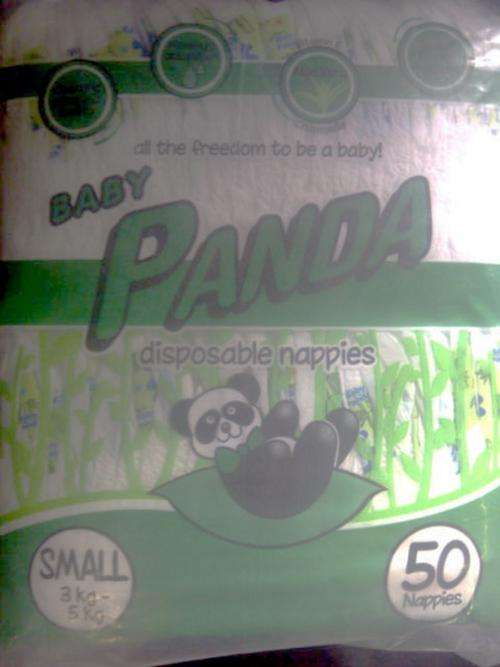 all the freedom to be a baby!
BABY
PANDA
disposable nappies
SMALL
3 kg -
5 kg
50
Nappies